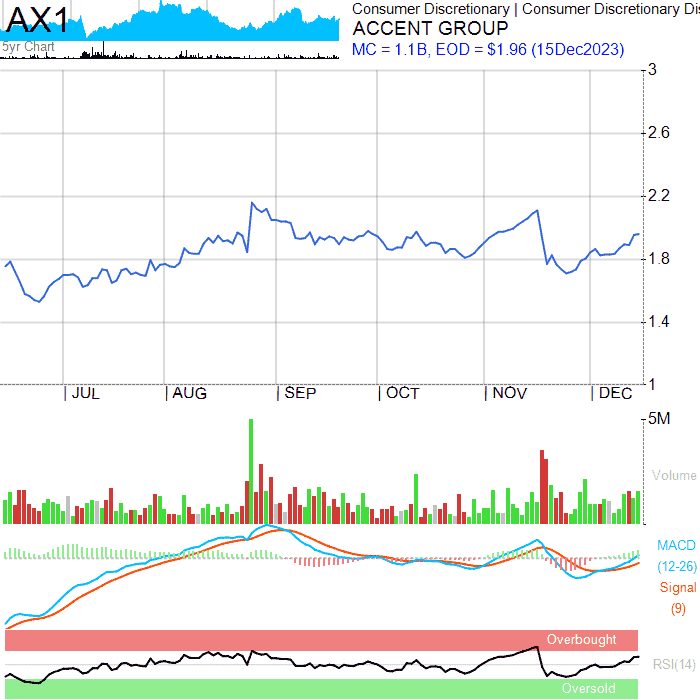 AX1
5yr Chart
Consumer Discretionary | Consumer Discretionary Dis
ACCENT GROUP
MC = 1.1B, EOD = $1.96 (15Dec2023)
3
2.6
2.2
1.8
1.4
1
| JUL | AUG | SEP | OCT | NOV | DEC
5M
Volume
MACD
(12-26)
Signal
(9)
Overbought
RSI(14)
Oversold